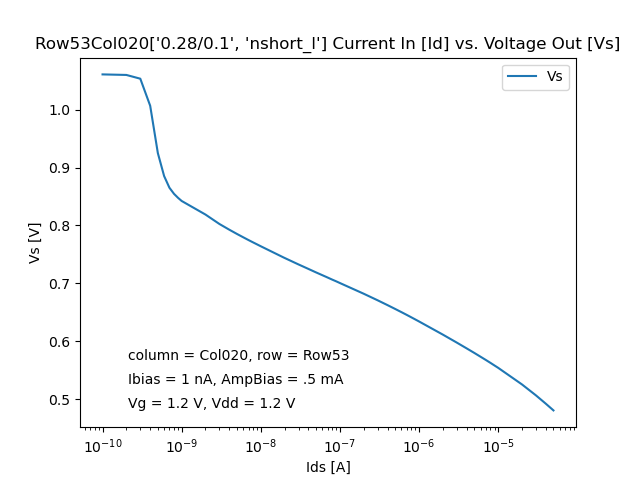 Row53Col020['0.28/0.1', 'nshort_l'] Current In [Id] vs. Voltage Out [Vs]
Vs
1.0
0.9
0.8
0.7
0.6
0.5
Vs [V]
column = Col020, row = Row53
Ibias = 1 nA, AmpBias = .5 mA
Vg = 1.2 V, Vdd = 1.2 V
10⁻¹⁰ 10⁻⁹ 10⁻⁸ 10⁻⁷ 10⁻⁶ 10⁻⁵
Ids [A]